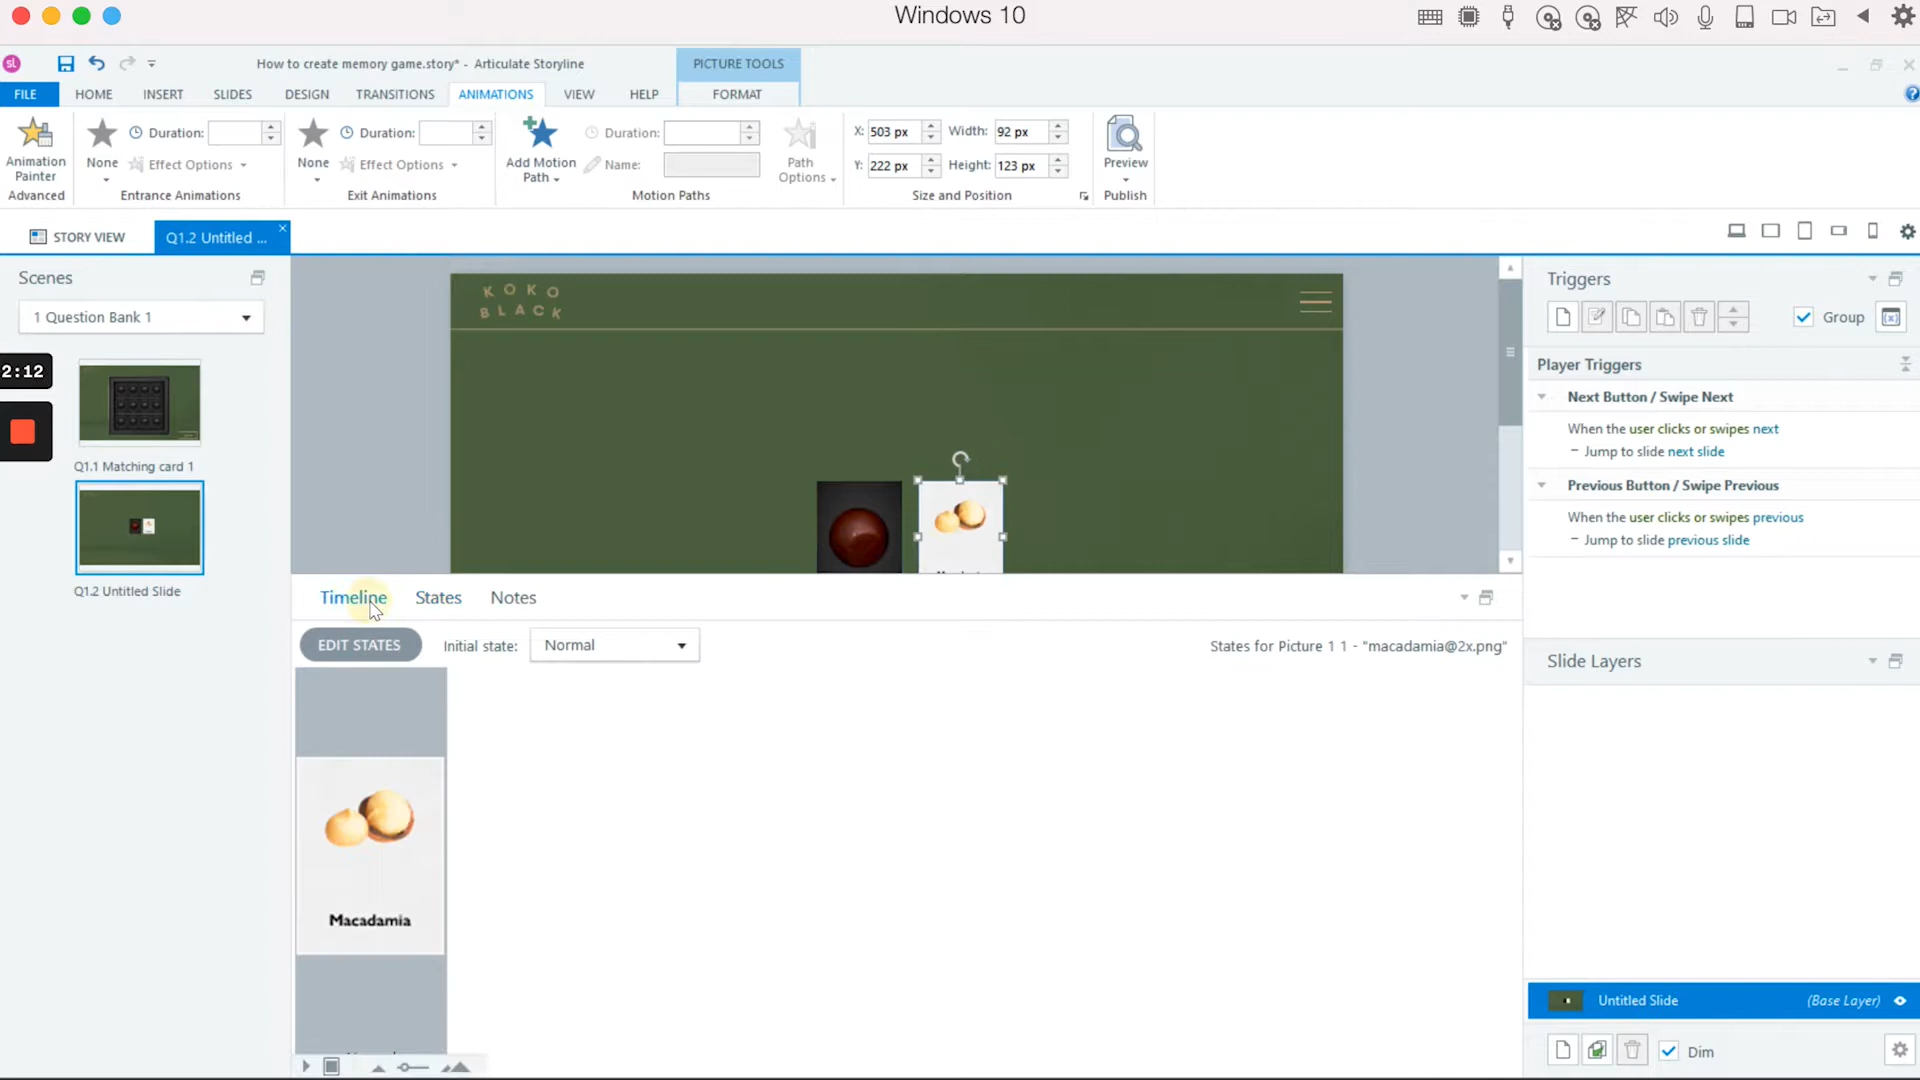 Windows 10
sl
How to create memory game.story* - Articulate Storyline
PICTURE TOOLS
FILE
HOME
INSERT
SLIDES
DESIGN
TRANSITIONS
ANIMATIONS
VIEW
HELP
FORMAT
Animation Painter
Advanced
None
Duration:
Effect Options
Entrance Animations
None
Duration:
Effect Options
Exit Animations
Add Motion Path
Duration:
Name:
Path Options
Motion Paths
X: 503 px
Width: 92 px
Y: 222 px
Height: 123 px
Size and Position
Preview
Publish
STORY VIEW
Q1.2 Untitled ...
Scenes
1 Question Bank 1
2:12
Q1.1 Matching card 1
Q1.2 Untitled Slide
KOKO
BLACK
Timeline
States
Notes
EDIT STATES
Initial state:
Normal
States for Picture 1 1 - "macadamia@2x.png"
Macadamia
Triggers
Group
Player Triggers
Next Button / Swipe Next
When the user clicks or swipes next
- Jump to slide next slide
Previous Button / Swipe Previous
When the user clicks or swipes previous
- Jump to slide previous slide
Slide Layers
Untitled Slide
(Base Layer)
Dim